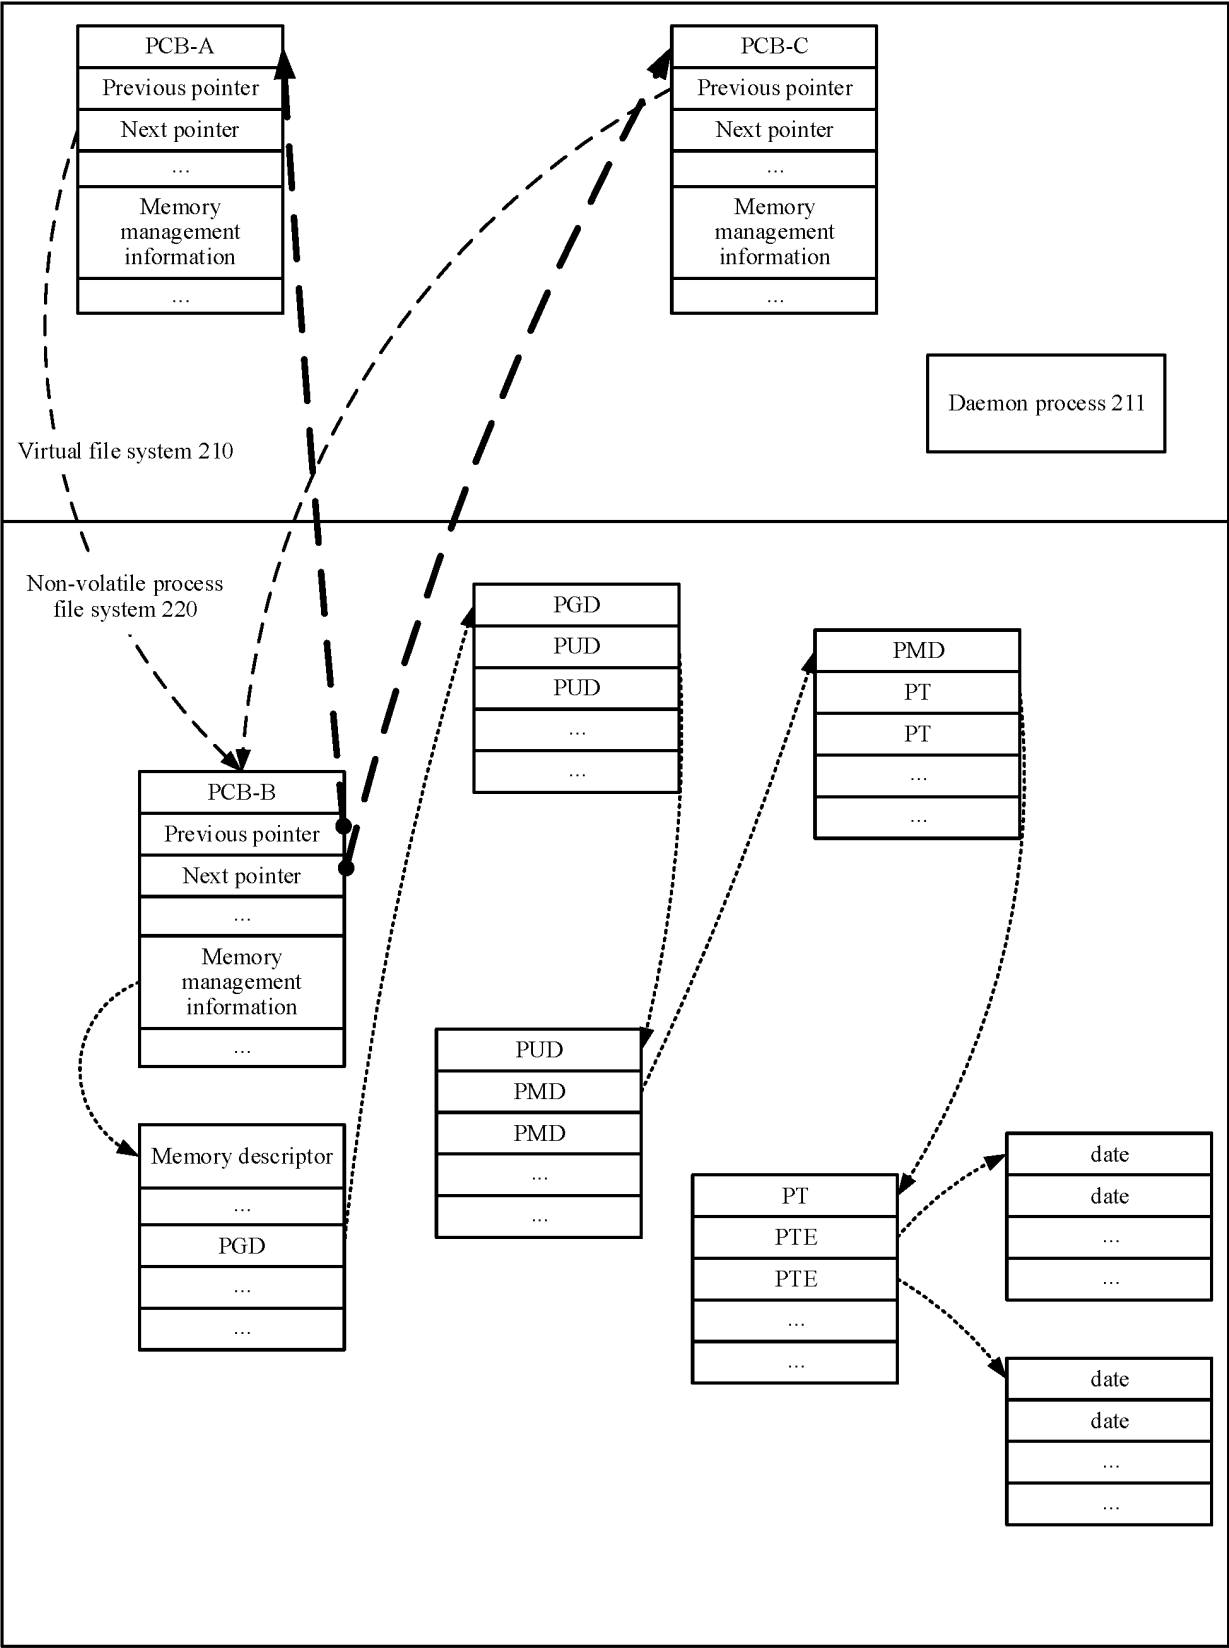 PCB-A
Previous pointer
Next pointer
...
Memory
management
information
...
PCB-C
Previous pointer
Next pointer
...
Memory
management
information
...
Daemon process 211
Virtual file system 210
Non-volatile process
file system 220
PCB-B
Previous pointer
Next pointer
...
Memory
management
information
...
Memory descriptor
...
PGD
...
...
PGD
PUD
PUD
...
...
PUD
PMD
PMD
...
...
PMD
PT
PT
...
...
PT
PTE
PTE
...
...
date
date
...
...
date
date
...
...